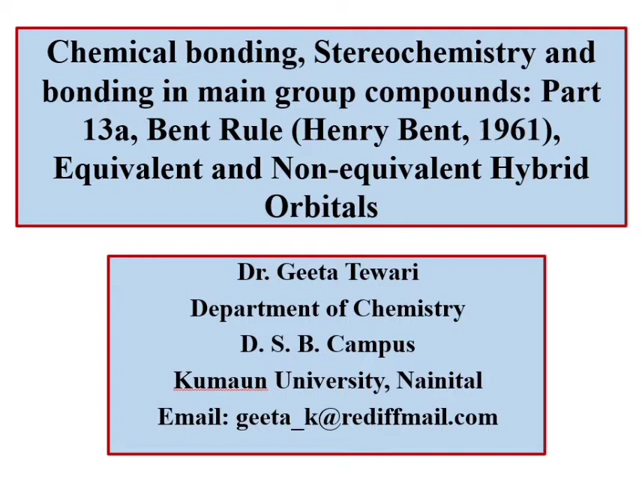 Chemical bonding, Stereochemistry and
bonding in main group compounds: Part
13a, Bent Rule (Henry Bent, 1961),
Equivalent and Non-equivalent Hybrid
Orbitals
Dr. Geeta Tewari
Department of Chemistry
D. S. B. Campus
Kumaun University, Nainital
Email: geeta_k@rediffmail.com